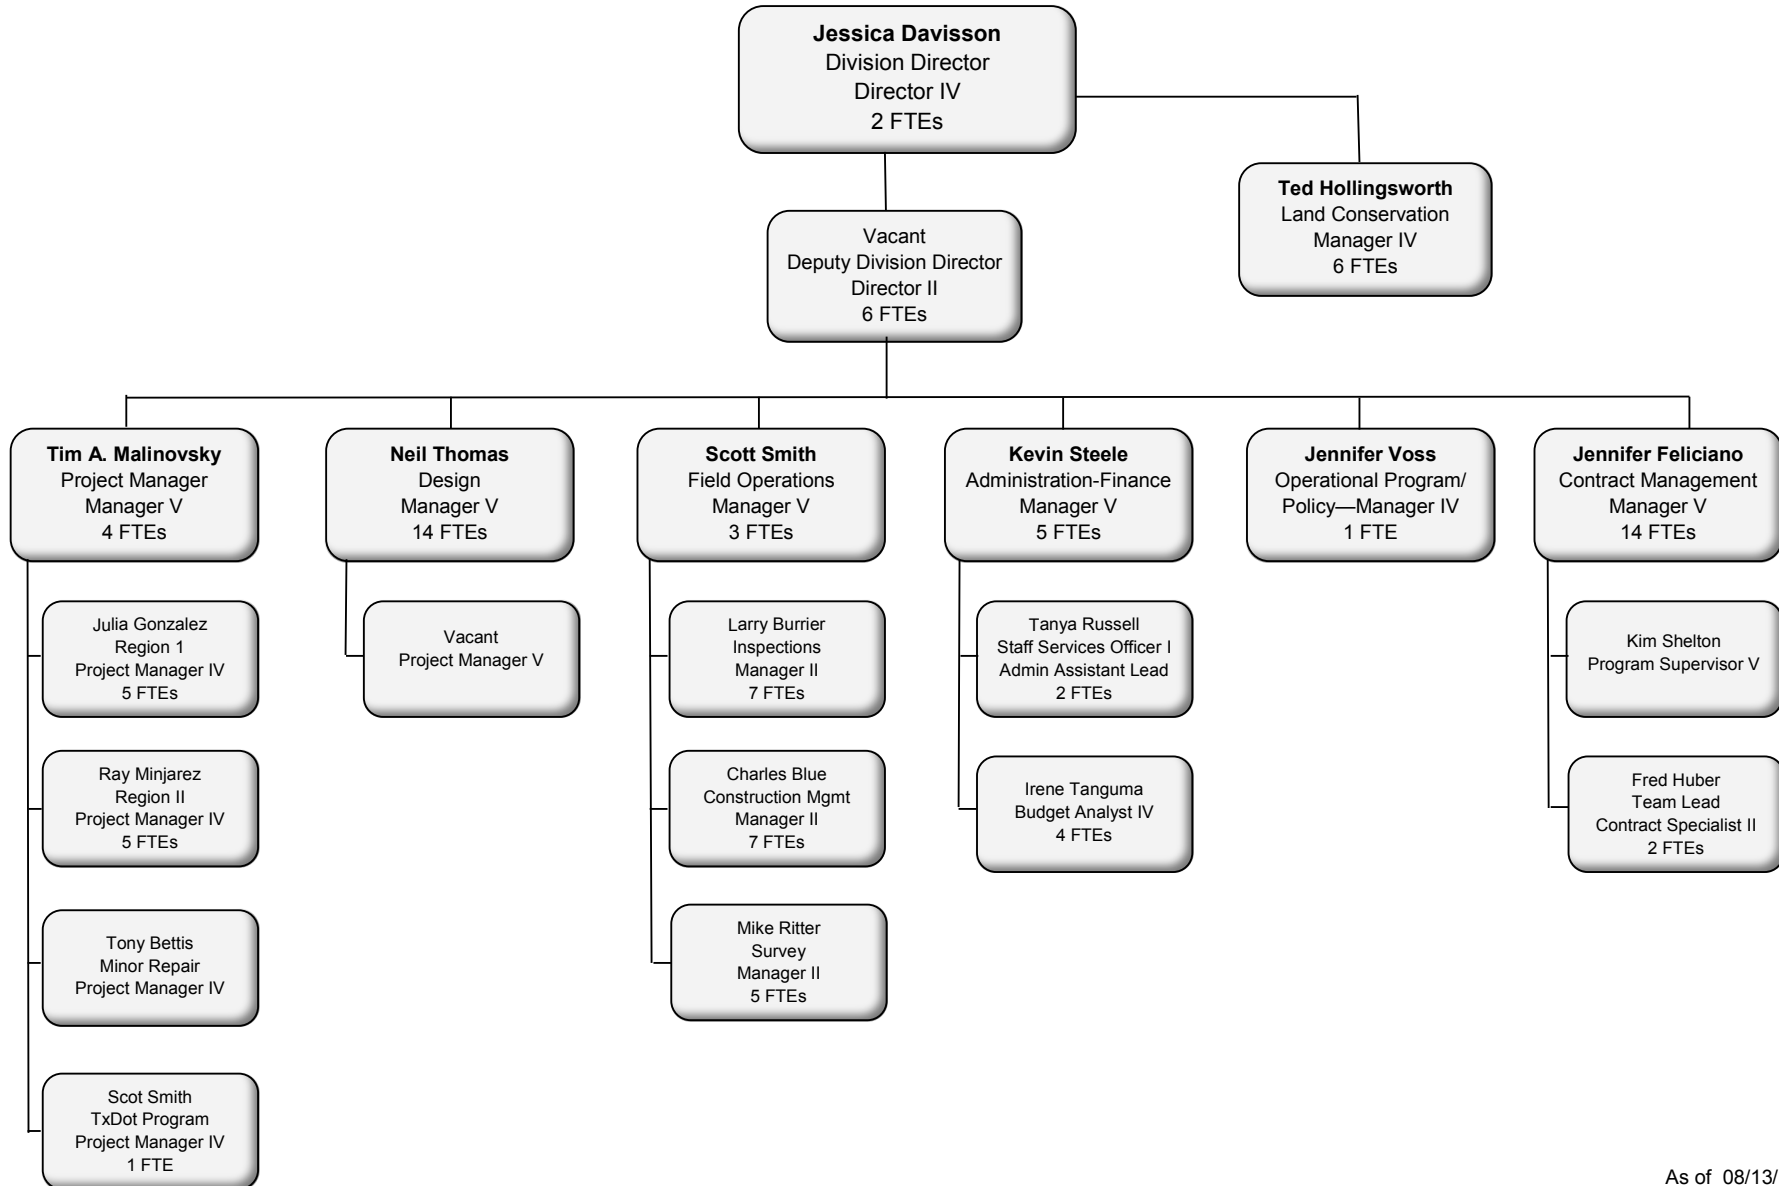 Jessica Davisson
Division Director
Director IV
2 FTEs
Ted Hollingsworth
Land Conservation
Manager IV
6 FTEs
Vacant
Deputy Division Director
Director II
6 FTEs
Tim A. Malinovsky
Project Manager
Manager V
4 FTEs
Neil Thomas
Design
Manager V
14 FTEs
Scott Smith
Field Operations
Manager V
3 FTEs
Kevin Steele
Administration-Finance
Manager V
5 FTEs
Jennifer Voss
Operational Program/
Policy—Manager IV
1 FTE
Jennifer Feliciano
Contract Management
Manager V
14 FTEs
Julia Gonzalez
Region 1
Project Manager IV
5 FTEs
Vacant
Project Manager V
Larry Burrier
Inspections
Manager II
7 FTEs
Tanya Russell
Staff Services Officer I
Admin Assistant Lead
2 FTEs
Kim Shelton
Program Supervisor V
Ray Minjarez
Region II
Project Manager IV
5 FTEs
Charles Blue
Construction Mgmt
Manager II
7 FTEs
Irene Tanguma
Budget Analyst IV
4 FTEs
Fred Huber
Team Lead
Contract Specialist II
2 FTEs
Tony Bettis
Minor Repair
Project Manager IV
Mike Ritter
Survey
Manager II
5 FTEs
Scot Smith
TxDot Program
Project Manager IV
1 FTE
As of 08/13/